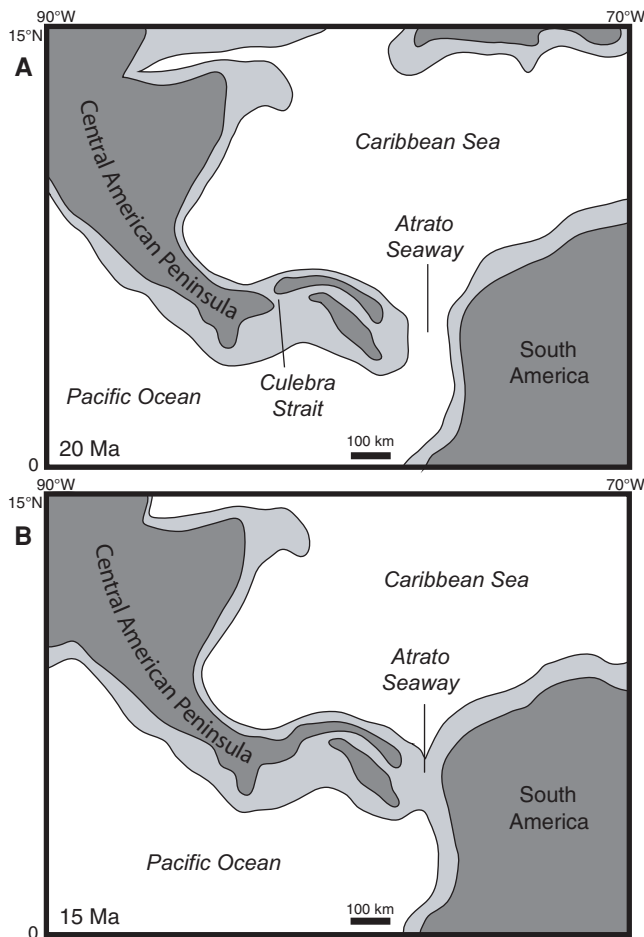 90°W
70°W
15°N
A
Central American Peninsula
Caribbean Sea
Atrato
Seaway
South
America
Culebra
Strait
Pacific Ocean
100 km
20 Ma
0
90°W
70°W
15°N
B
Central American Peninsula
Caribbean Sea
Atrato
Seaway
South
America
Pacific Ocean
100 km
15 Ma
0